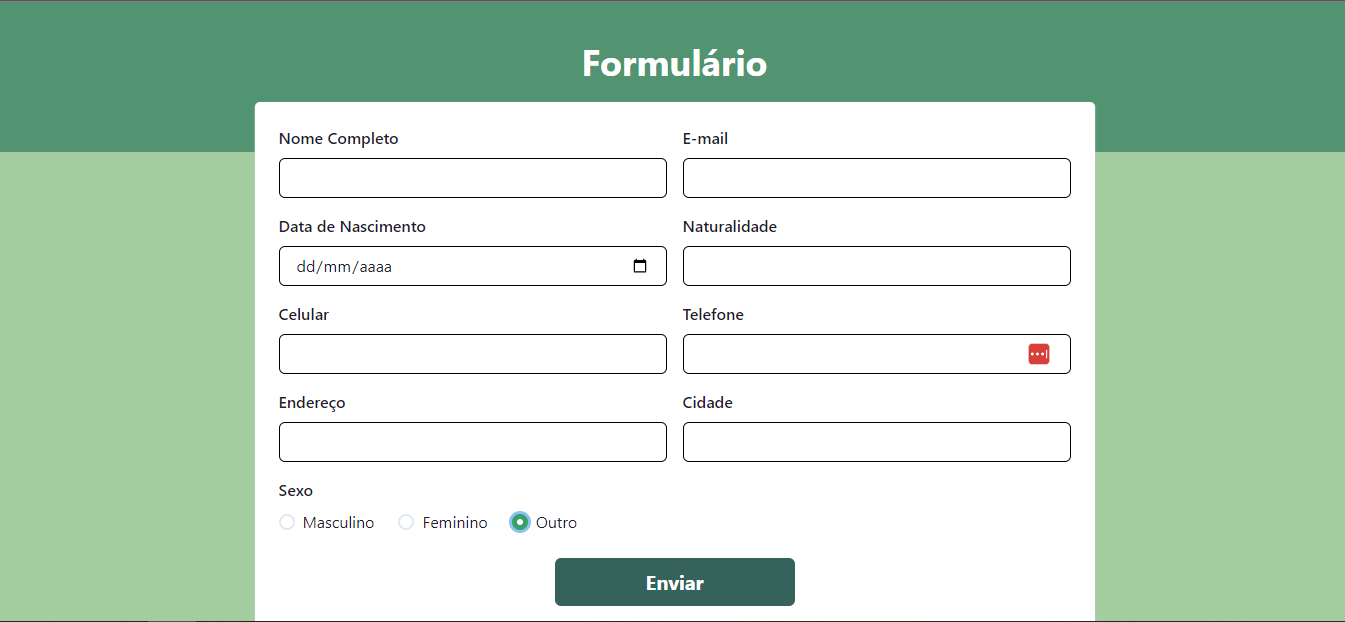 Formulário
Nome Completo
E-mail
Data de Nascimento
Naturalidade
dd/mm/aaaa
Celular
Telefone
Endereço
Cidade
Sexo
Masculino Feminino Outro
Enviar